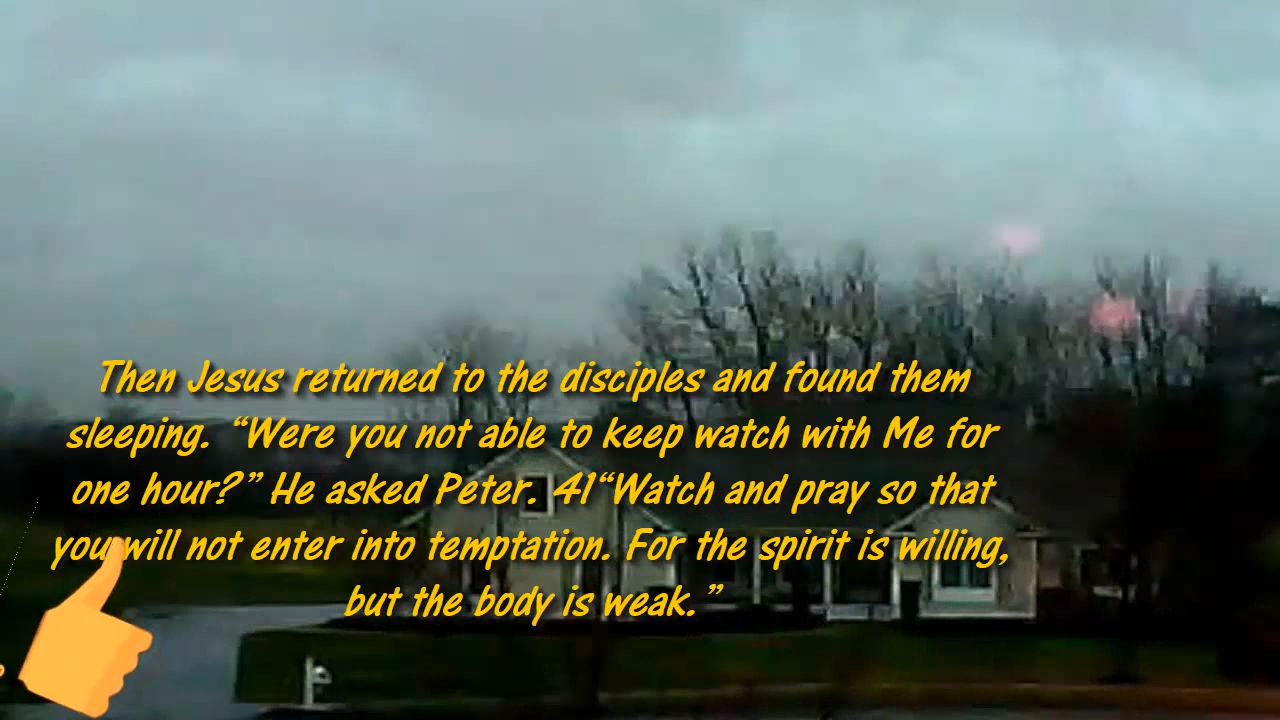 Then Jesus returned to the disciples and found them
sleeping. “Were you not able to keep watch with Me for
one hour?” He asked Peter. 41“Watch and pray so that
you will not enter into temptation. For the spirit is willing,
but the body is weak.”